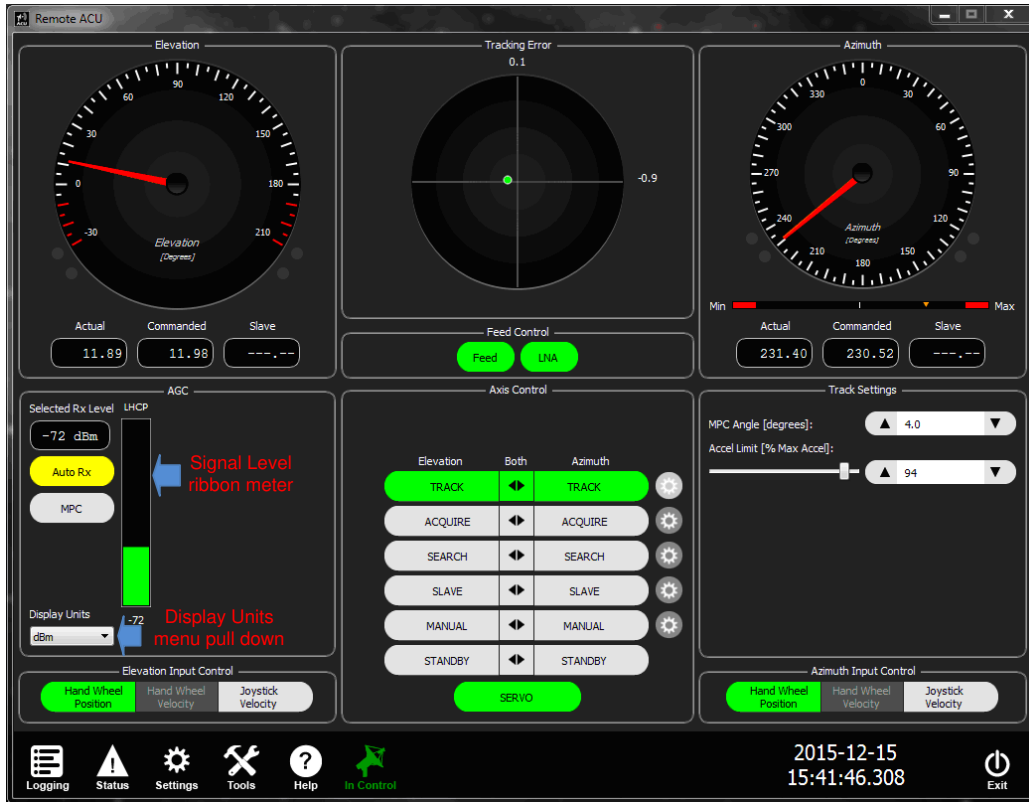 Remote ACU
Elevation
-30
0
30
60
90
120
150
180
210
Elevation
[Degrees]
Actual
Commanded
Slave
11.89
11.98
---.--
Tracking Error
0.1
-0.9
Feed Control
Feed
LNA
Azimuth
0
30
60
90
120
150
180
210
240
270
300
330
Azimuth
[Degrees]
Min
Max
Actual
Commanded
Slave
231.40
230.52
---.--
AGC
Selected Rx Level
LHCP
-72 dBm
Auto Rx
MPC
Signal Level
ribbon meter
Display Units
dBm
-72
Display Units
menu pull down
Elevation Input Control
Hand Wheel
Position
Hand Wheel
Velocity
Joystick
Velocity
Axis Control
Elevation
Both
Azimuth
TRACK
TRACK
ACQUIRE
ACQUIRE
SEARCH
SEARCH
SLAVE
SLAVE
MANUAL
MANUAL
STANDBY
STANDBY
SERVO
Track Settings
MPC Angle [degrees]:
4.0
Accel Limit [% Max Accel]:
94
Azimuth Input Control
Hand Wheel
Position
Hand Wheel
Velocity
Joystick
Velocity
Logging
Status
Settings
Tools
Help
In Control
2015-12-15
15:41:46.308
Exit